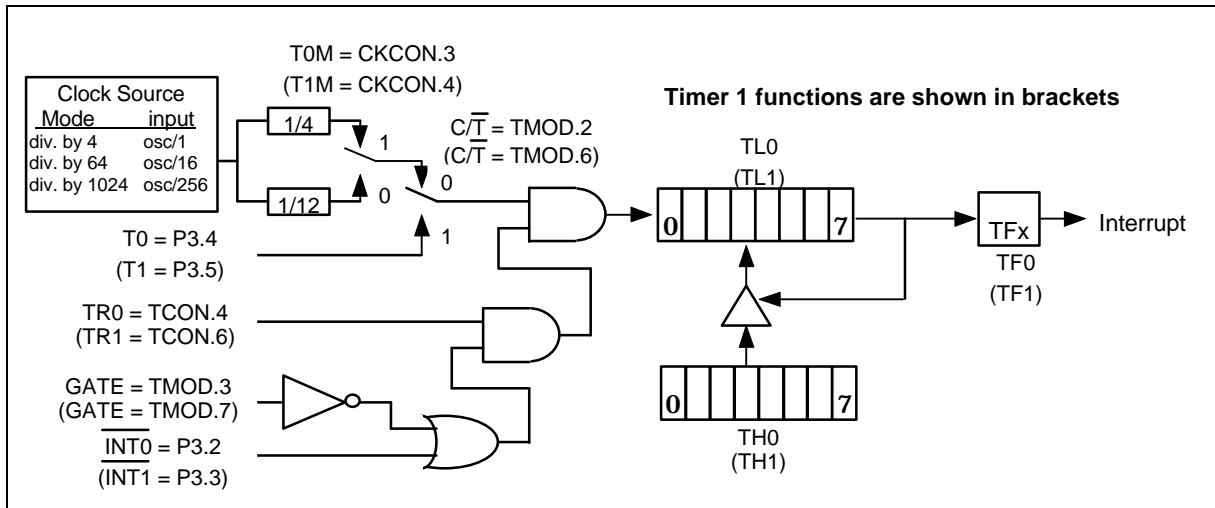 T0M = CKCON.3
(T1M = CKCON.4)
Timer 1 functions are shown in brackets
Clock Source
Mode input
div. by 4 osc/1
div. by 64 osc/16
div. by 1024 osc/256
1/4
1/12
1
0
C/T̅ = TMOD.2
(C/T̅ = TMOD.6)
0
1
T0 = P3.4
(T1 = P3.5)
TL0
(TL1)
0 7
TFx
Interrupt
TF0
(TF1)
TR0 = TCON.4
(TR1 = TCON.6)
GATE = TMOD.3
(GATE = TMOD.7)
I̅N̅T̅0̅ = P3.2
(I̅N̅T̅1̅ = P3.3)
0 7
TH0
(TH1)